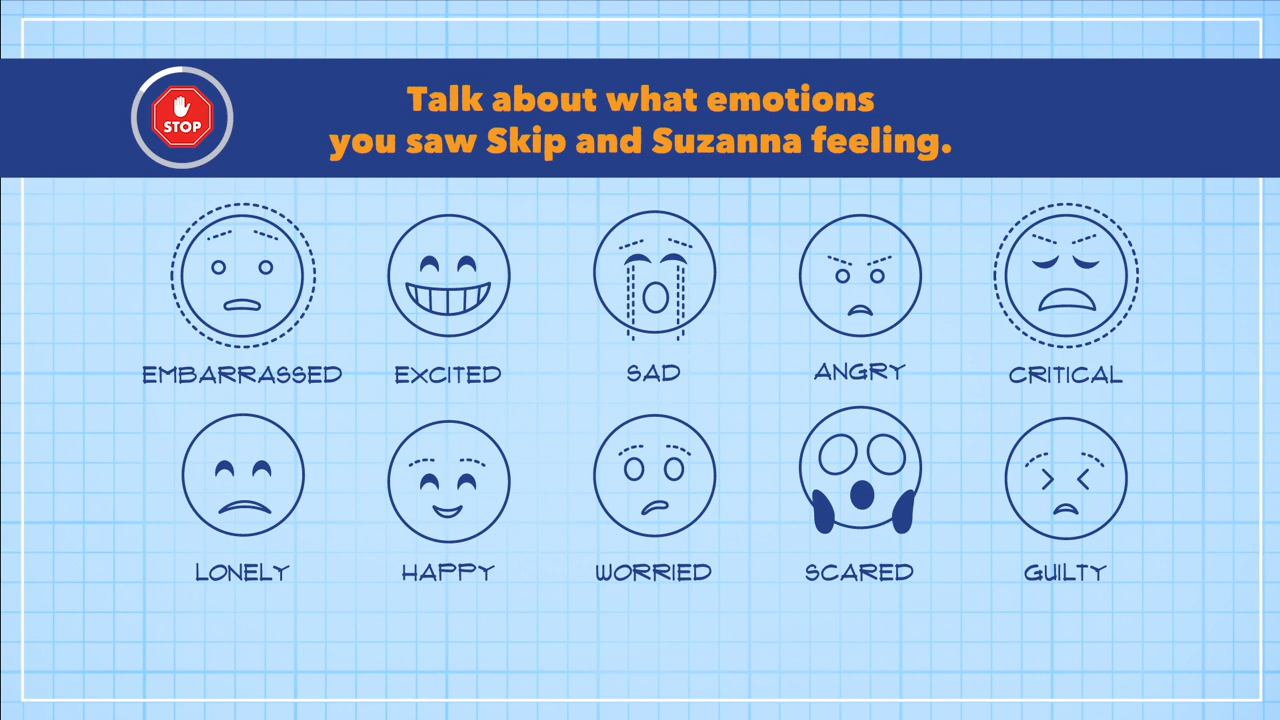 STOP
Talk about what emotions
you saw Skip and Suzanna feeling.
EMBARRASSED
EXCITED
SAD
ANGRY
CRITICAL
LONELY
HAPPY
WORRIED
SCARED
GUILTY